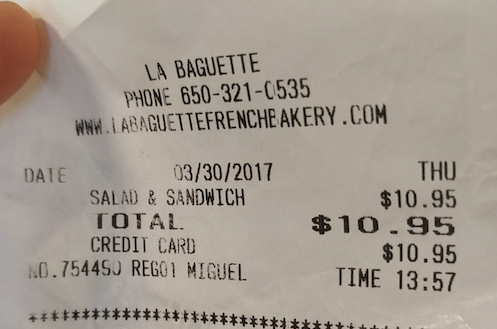 LA BAGUETTE
PHONE 650-321-0535
WWW.LABAGUETTEFRENCHBAKERY.COM
DATE 03/30/2017 THU
SALAD & SANDWICH $10.95
TOTAL $10.95
CREDIT CARD $10.95
NO.754490 REG01 MIGUEL TIME 13:57
*******************************************